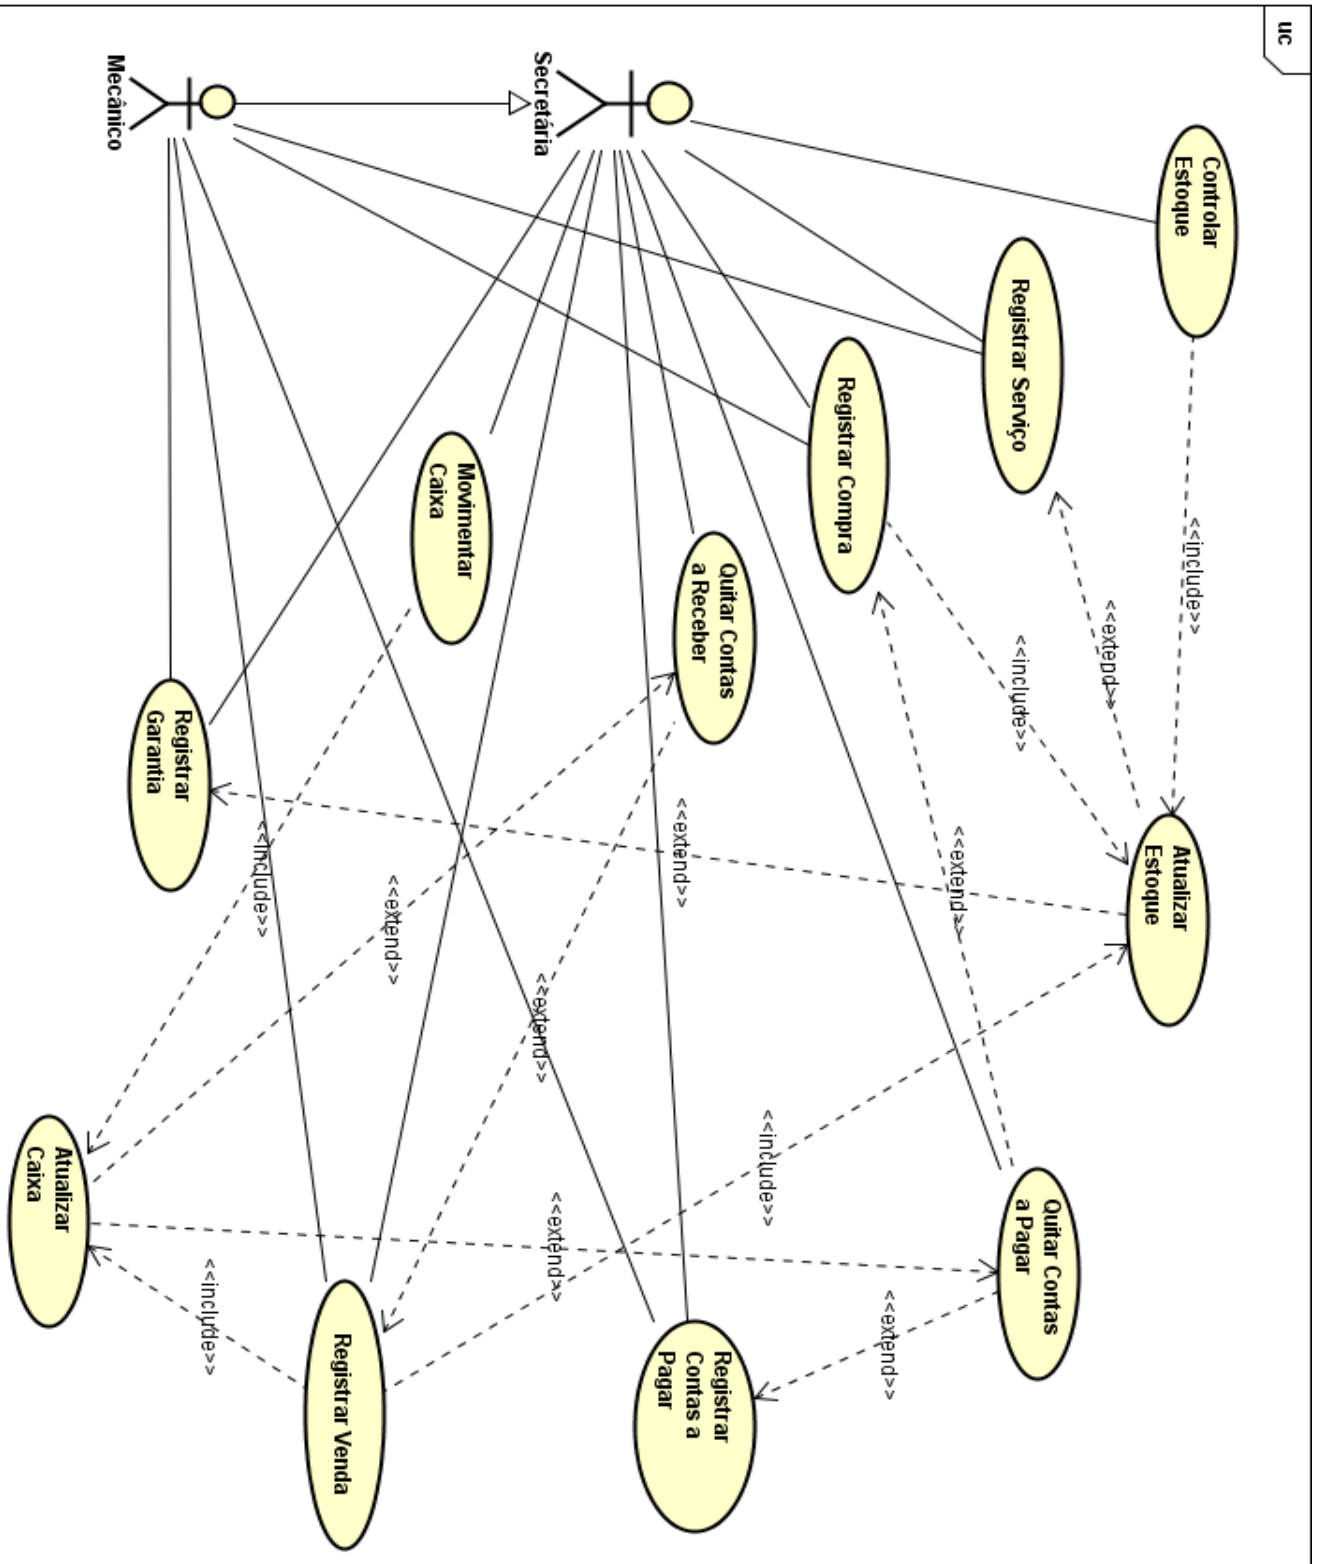 uc
Controlar
Estoque
Registrar Serviço
Registrar Compra
Quitar Contas
a Receber
Movimentar
Caixa
Registrar
Garantia
Secretária
Mecânico
Atualizar
Estoque
Quitar Contas
a Pagar
Registrar
Contas a
Pagar
Registrar Venda
Atualizar
Caixa
<<include>>
<<extend>>
<<include>>
<<extend>>
<<extend>>
<<extend>>
<<extend>>
<<include>>
<<include>>
<<extend>>
<<extend>>
<<include>>